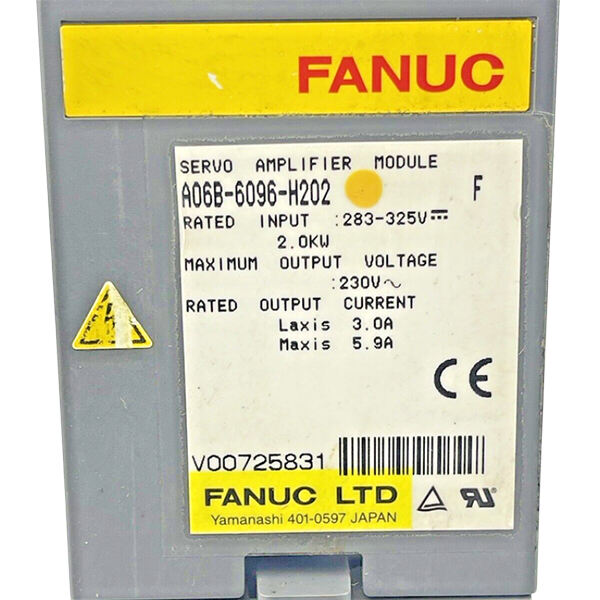 FANUC
SERVO AMPLIFIER MODULE
A06B-6096-H202 F
RATED INPUT :283-325V⎓
2.0KW
MAXIMUM OUTPUT VOLTAGE
:230V～
RATED OUTPUT CURRENT
Laxis 3.0A
Maxis 5.9A
CE
V00725831
FANUC LTD
Yamanashi 401-0597 JAPAN